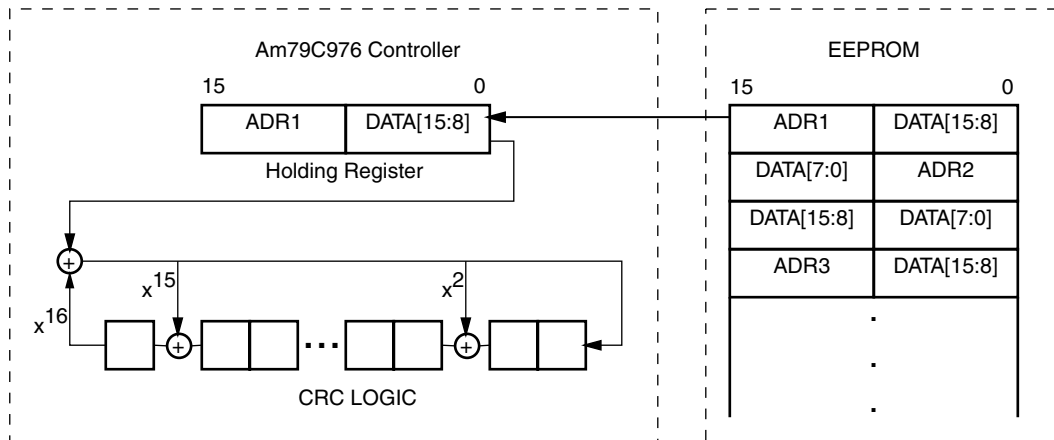 Am79C976 Controller
EEPROM
15 0
15 0
ADR1 DATA[15:8]
ADR1 DATA[15:8]
Holding Register
DATA[7:0] ADR2
DATA[15:8] DATA[7:0]
ADR3 DATA[15:8]
+
x15
x2
x16
+
+
...
CRC LOGIC